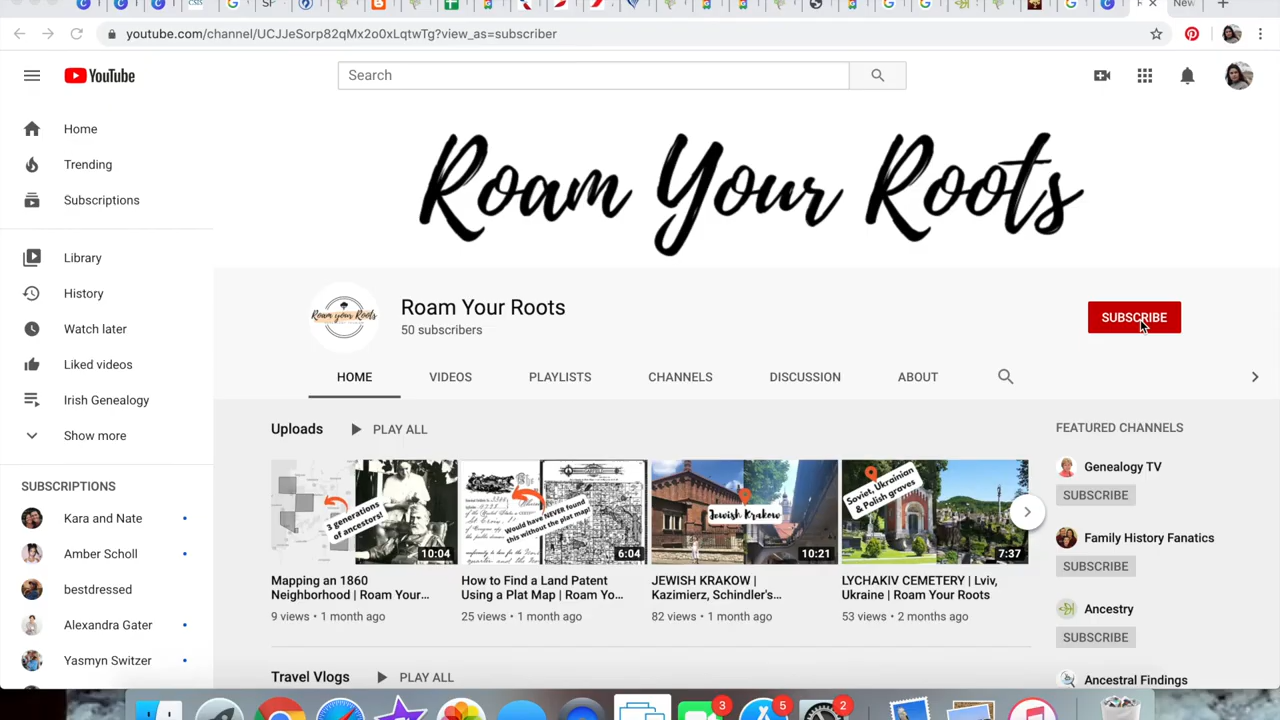 youtube.com/channel/UCJJeSorp82qMx2o0xLqtwTg?view_as=subscriber
YouTube
Search
Home
Trending
Subscriptions
Library
History
Watch later
Liked videos
Irish Genealogy
Show more
SUBSCRIPTIONS
Kara and Nate
Amber Scholl
bestdressed
Alexandra Gater
Yasmyn Switzer
Roam Your Roots
Roam your Roots
Roam Your Roots
50 subscribers
SUBSCRIBE
HOME
VIDEOS
PLAYLISTS
CHANNELS
DISCUSSION
ABOUT
Uploads
PLAY ALL
3 generations
of ancestors!
10:04
Mapping an 1860
Neighborhood | Roam Your...
9 views • 1 month ago
Would have NEVER found
this without the plat map!
6:04
How to Find a Land Patent
Using a Plat Map | Roam Yo...
25 views • 1 month ago
Jewish Krakow
10:21
JEWISH KRAKOW |
Kazimierz, Schindler's...
82 views • 1 month ago
Soviet, Ukrainian
& Polish graves
7:37
LYCHAKIV CEMETERY | Lviv,
Ukraine | Roam Your Roots
53 views • 2 months ago
Travel Vlogs
PLAY ALL
FEATURED CHANNELS
Genealogy TV
SUBSCRIBE
Family History Fanatics
SUBSCRIBE
Ancestry
SUBSCRIBE
Ancestral Findings
3
5
2